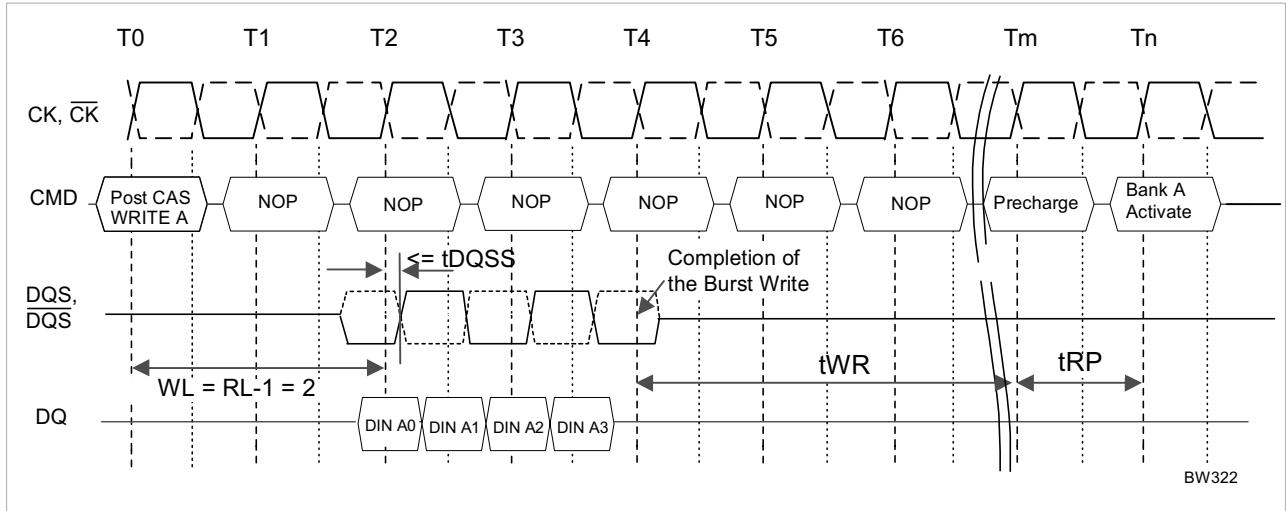 T0 T1 T2 T3 T4 T5 T6 Tm Tn
CK, CK
CMD
Post CAS
WRITE A
NOP
NOP
NOP
NOP
NOP
NOP
Precharge
Bank A
Activate
<= tDQSS
Completion of
the Burst Write
DQS,
DQS
WL = RL-1 = 2
tWR
tRP
DQ
DIN A0
DIN A1
DIN A2
DIN A3
BW322